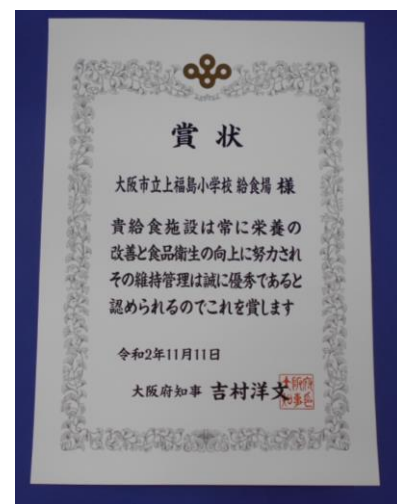 賞状
大阪市立上福島小学校 給食場 様
貴給食施設は常に栄養の
改善と食品衛生の向上に努力され
その維持管理は誠に優秀であると
認められるのでこれを賞します
令和2年11月11日
大阪府知事 吉村洋文